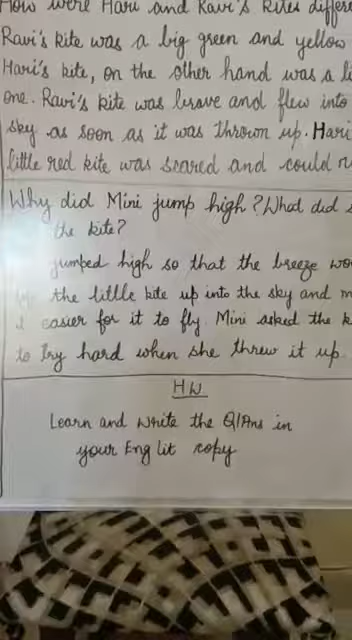 How were Hari and Ravi's kites differe
Ravi's kite was a big green and yellow
Hari's kite, on the other hand was a li
one. Ravi's kite was brave and flew into
sky as soon as it was thrown up. Hari
little red kite was scared and could n
Why did Mini jump high? What did s
the kite?
jumped high so that the breeze wo
the little kite up into the sky and m
it easier for it to fly. Mini asked the k
to try hard when she threw it up.
HW
Learn and write the Q/Ans in
your Eng lit copy